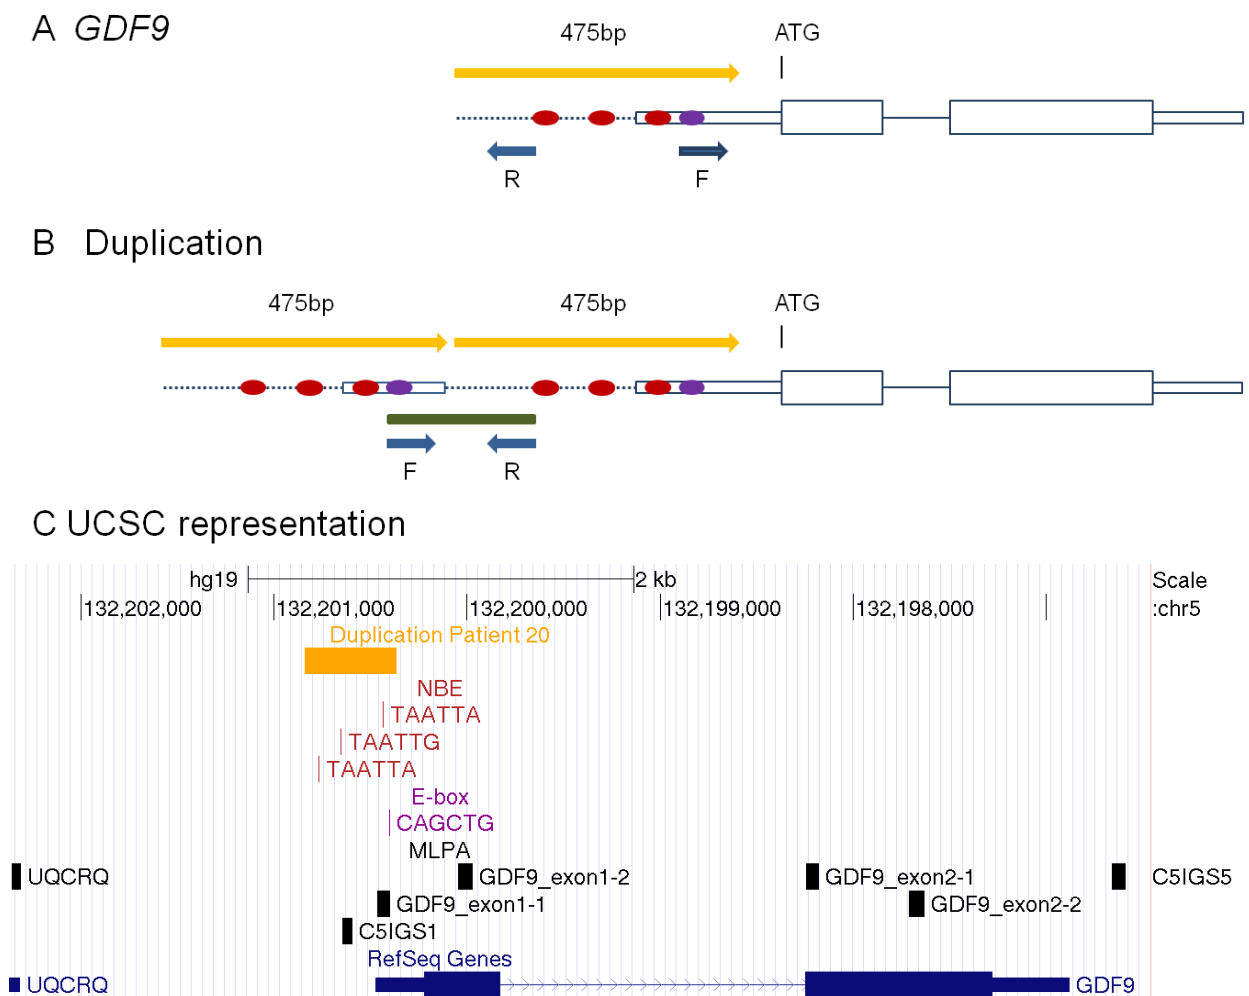 A GDF9
475bp ATG
R F
B Duplication
475bp 475bp ATG
F R
C UCSC representation
hg19 2 kb Scale
132,202,000 132,201,000 132,200,000 132,199,000 132,198,000 :chr5
Duplication Patient 20
NBE
TAATTA
TAATTG
TAATTA
E-box
CAGCTG
MLPA
UQCRQ GDF9_exon1-2 GDF9_exon2-1 C5IGS5
GDF9_exon1-1 GDF9_exon2-2
C5IGS1
RefSeq Genes
UQCRQ GDF9